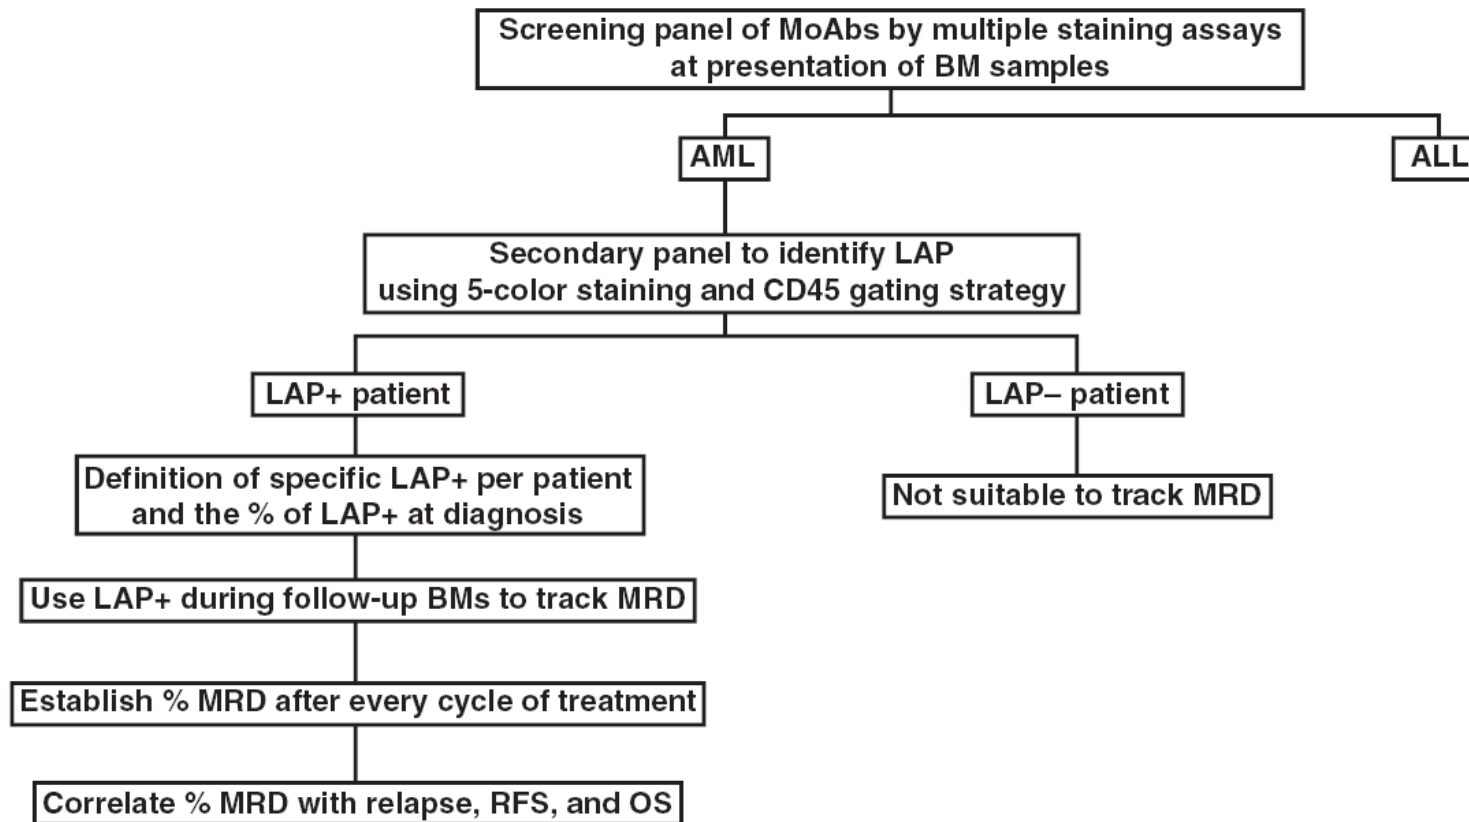 Screening panel of MoAbs by multiple staining assays
at presentation of BM samples
AML
ALL
Secondary panel to identify LAP
using 5-color staining and CD45 gating strategy
LAP+ patient
LAP– patient
Definition of specific LAP+ per patient
and the % of LAP+ at diagnosis
Not suitable to track MRD
Use LAP+ during follow-up BMs to track MRD
Establish % MRD after every cycle of treatment
Correlate % MRD with relapse, RFS, and OS